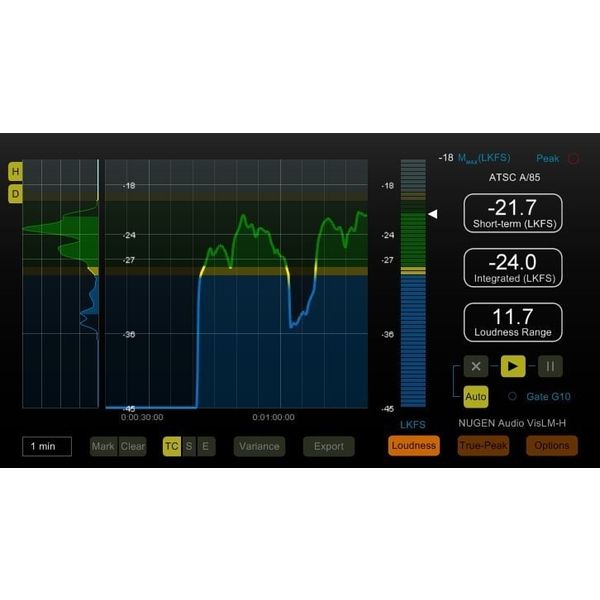 -18 M MAX (LKFS) Peak
H
D
ATSC A/85
-18
-24
-27
-36
-45
-18
-24
-27
-36
-45
-21.7
Short-term (LKFS)
-24.0
Integrated (LKFS)
11.7
Loudness Range
Auto
Gate G10
0:00:30:00
0:01:00:00
LKFS
NUGEN Audio VisLM-H
1 min
Mark Clear
TC S E
Variance
Export
Loudness
True-Peak
Options